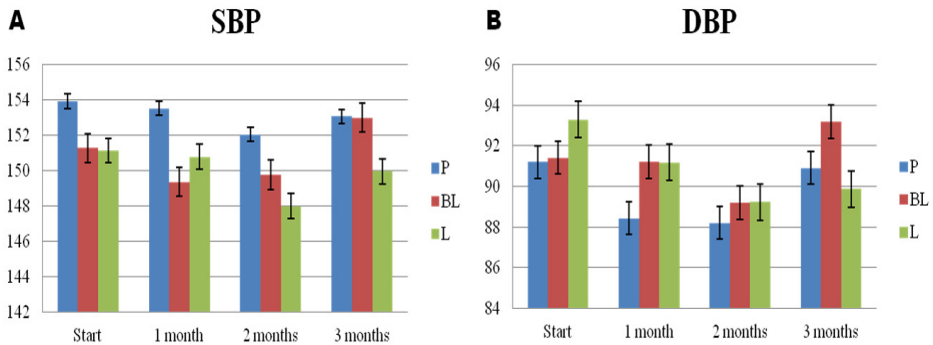 A
SBP
156
154
152
150
148
146
144
142
Start
1 month
2 months
3 months
P
BL
L
B
DBP
96
94
92
90
88
86
84
Start
1 month
2 months
3 months
P
BL
L